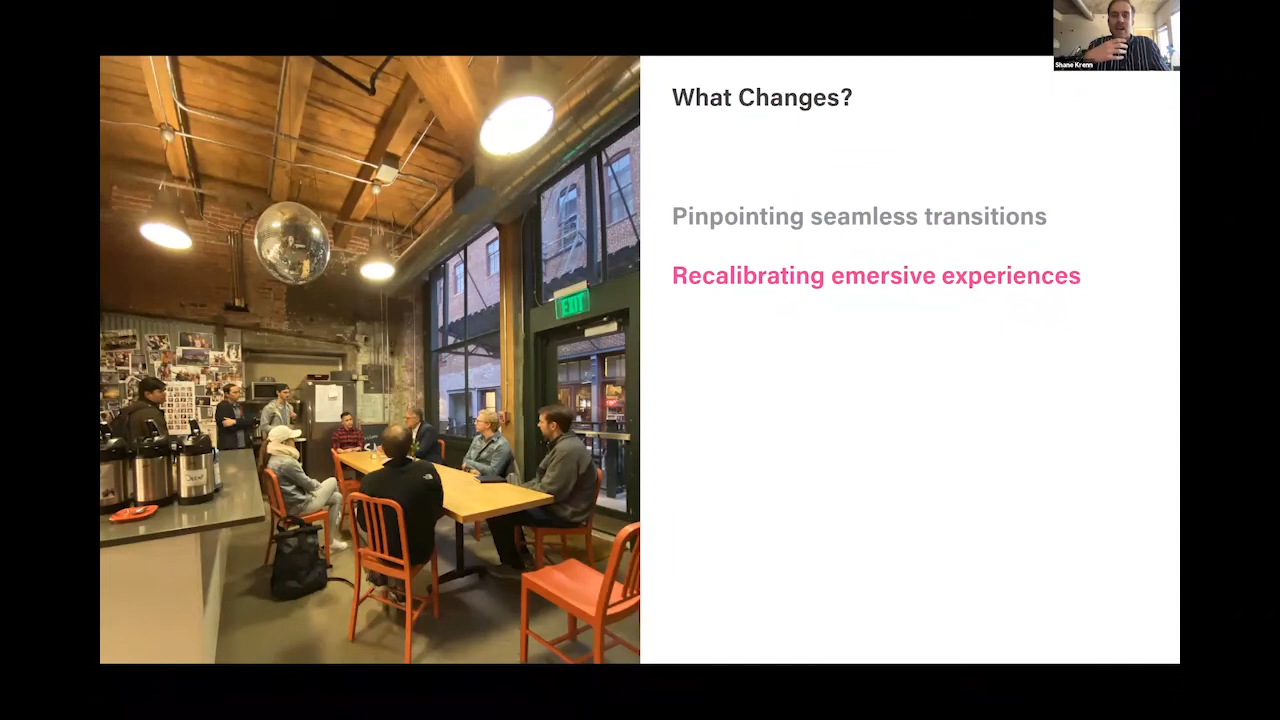 Shane Krenn
What Changes?
Pinpointing seamless transitions
Recalibrating emersive experiences
EXIT